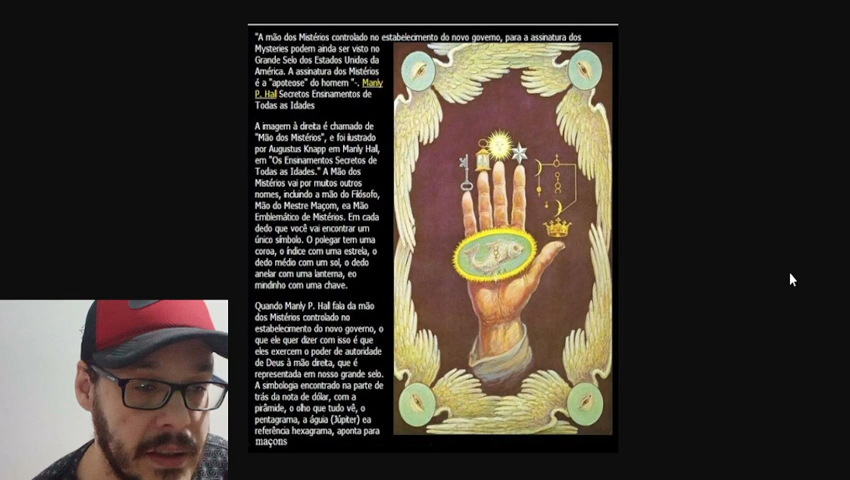 "A mão dos Mistérios controlado no estabelecimento do novo governo, para a assinatura dos
Mysteries podem ainda ser visto no
Grande Selo dos Estados Unidos da
América. A assinatura dos Mistérios
é a "apoteose" do homem "-. Manly
P. Hall Secretos Ensinamentos de
Todas as Idades
A imagem à direita é chamado de
"Mão dos Mistérios", e foi ilustrado
por Augustus Knapp em Manly Hall,
em "Os Ensinamentos Secretos de
Todas as Idades." A Mão dos
Mistérios vai por muitos outros
nomes, incluindo a mão do Filósofo,
Mão do Mestre Maçom, ea Mão
Emblemático de Mistérios. Em cada
dedo que você vai encontrar um
único símbolo. O polegar tem uma
coroa, o índice com uma estrela, o
dedo médio com um sol, o dedo
anelar com uma lanterna, eo
mindinho com uma chave.
Quando Manly P. Hall fala da mão
dos Mistérios controlado no
estabelecimento do novo governo, o
que ele quer dizer com isso é que
eles exercem o poder de autoridade
de Deus à mão direita, que é
representada em nosso grande selo.
A simbologia encontrado na parte de
trás da nota de dólar, com a
pirâmide, o olho que tudo vê, o
pentagrama, a águia (Júpiter) ea
referência hexagrama, aponta para
maçons